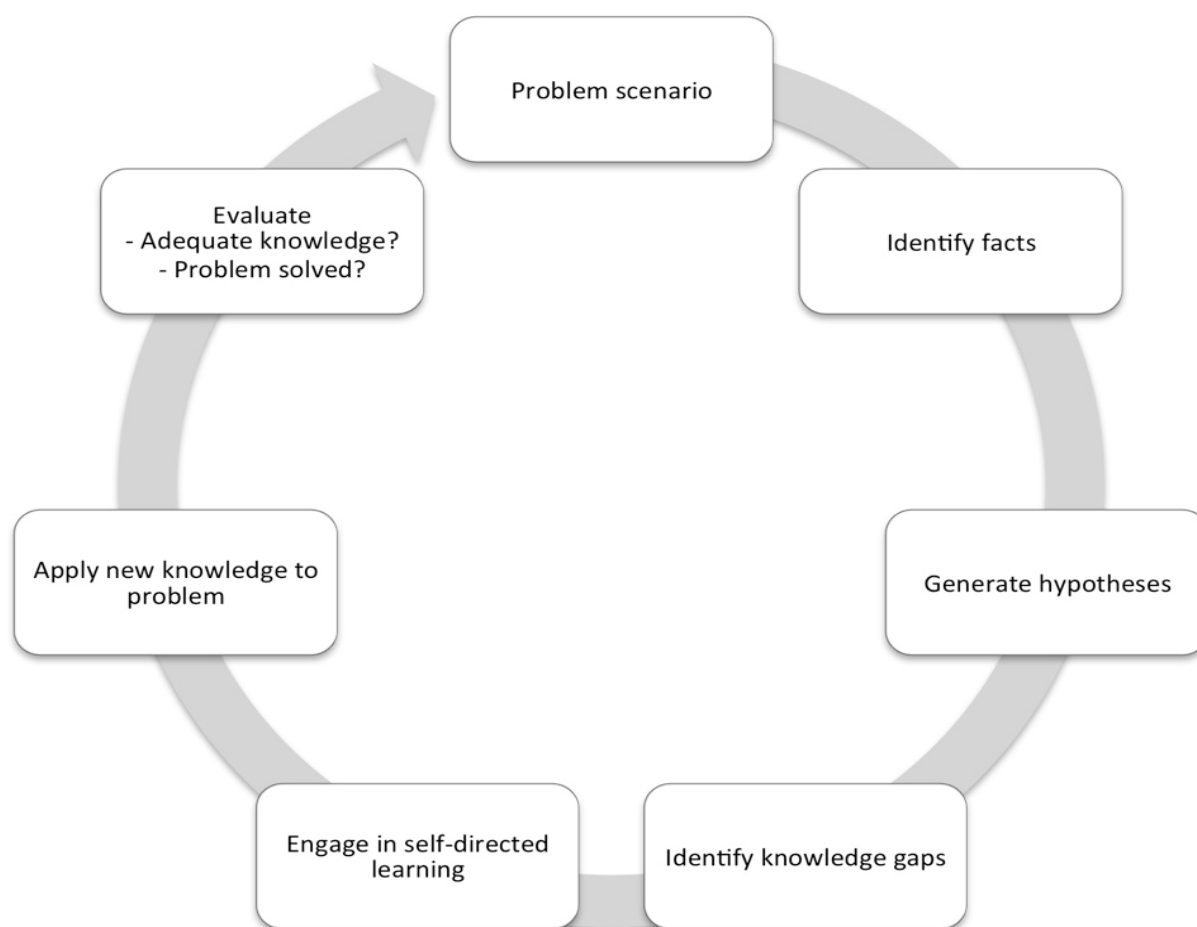 Problem scenario
Identify facts
Generate hypotheses
Identify knowledge gaps
Engage in self-directed
learning
Apply new knowledge to
problem
Evaluate
- Adequate knowledge?
- Problem solved?